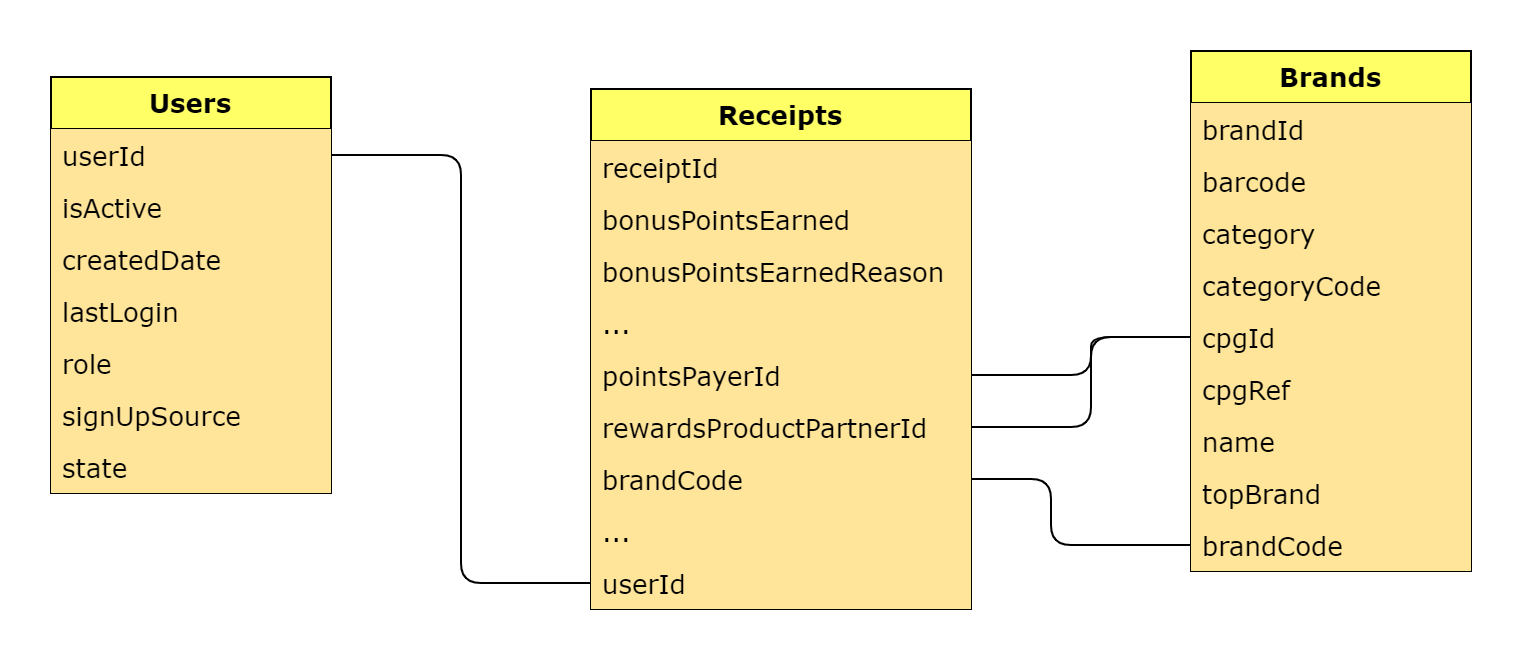 Users
userId
isActive
createdDate
lastLogin
role
signUpSource
state
Receipts
receiptId
bonusPointsEarned
bonusPointsEarnedReason
...
pointsPayerId
rewardsProductPartnerId
brandCode
...
userId
Brands
brandId
barcode
category
categoryCode
cpgId
cpgRef
name
topBrand
brandCode